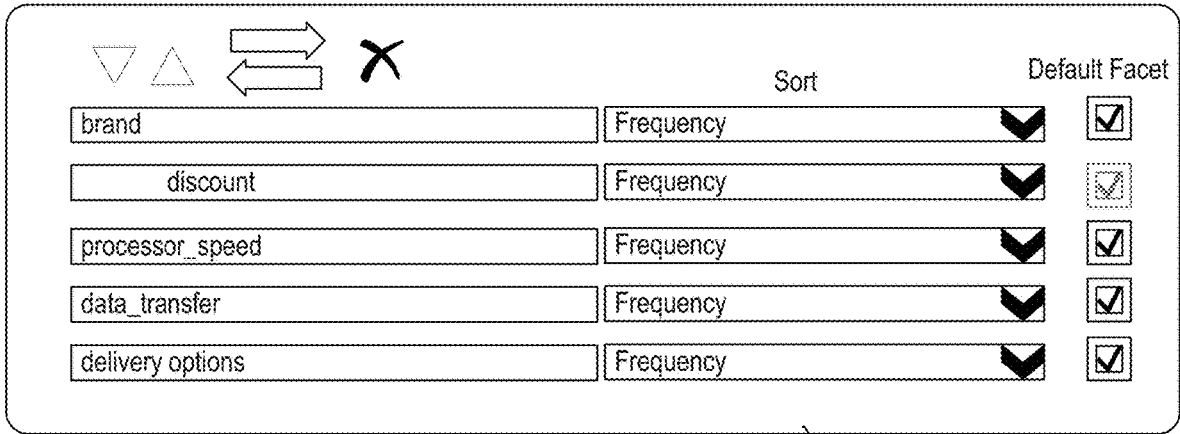 Sort Default Facet
brand Frequency
discount Frequency
processor_speed Frequency
data_transfer Frequency
delivery options Frequency